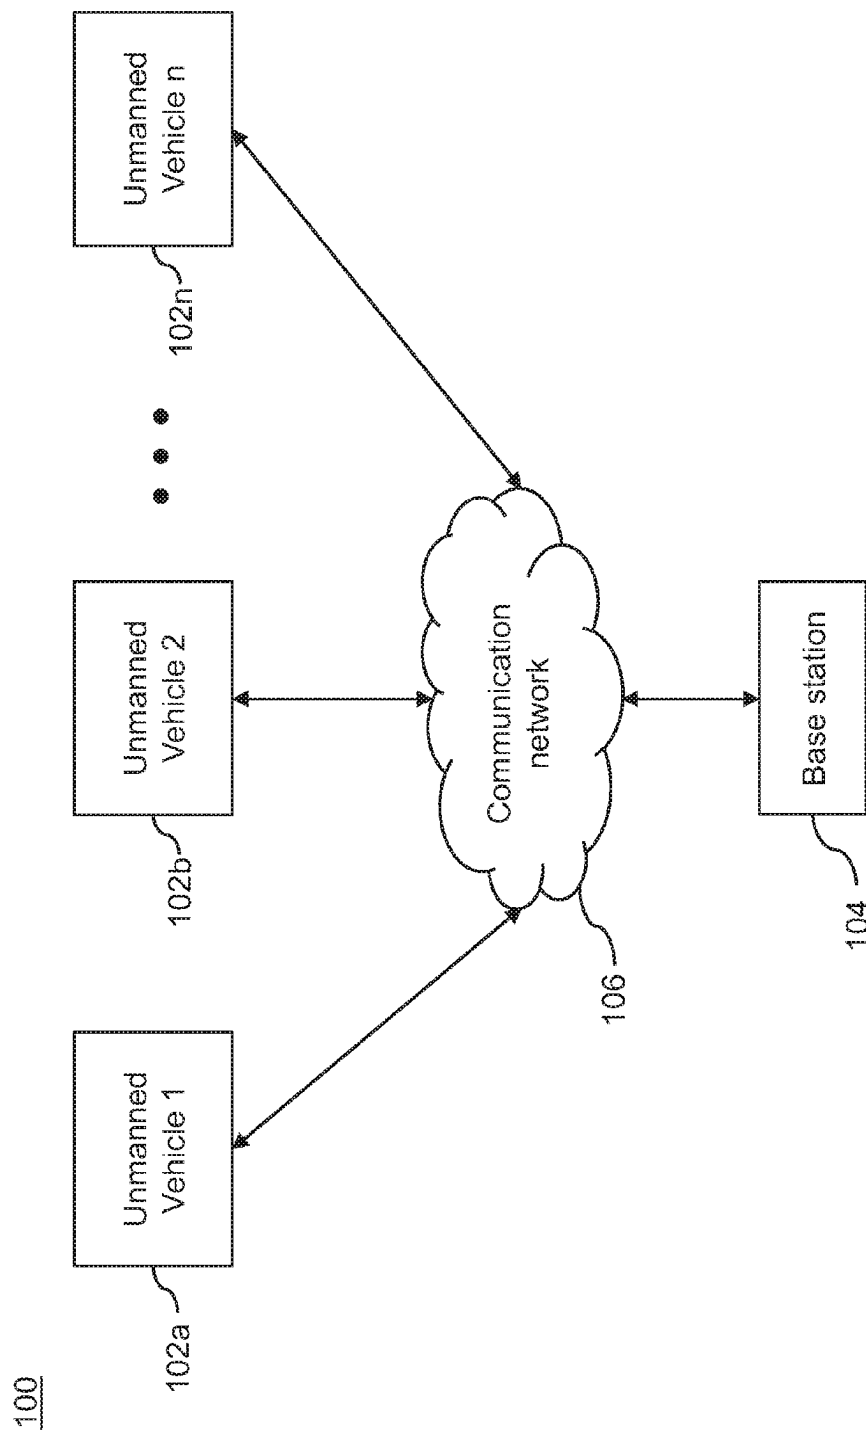 100
Unmanned
Vehicle 1
102a
Unmanned
Vehicle 2
102b
Unmanned
Vehicle n
102n
Communication
network
106
Base station
104